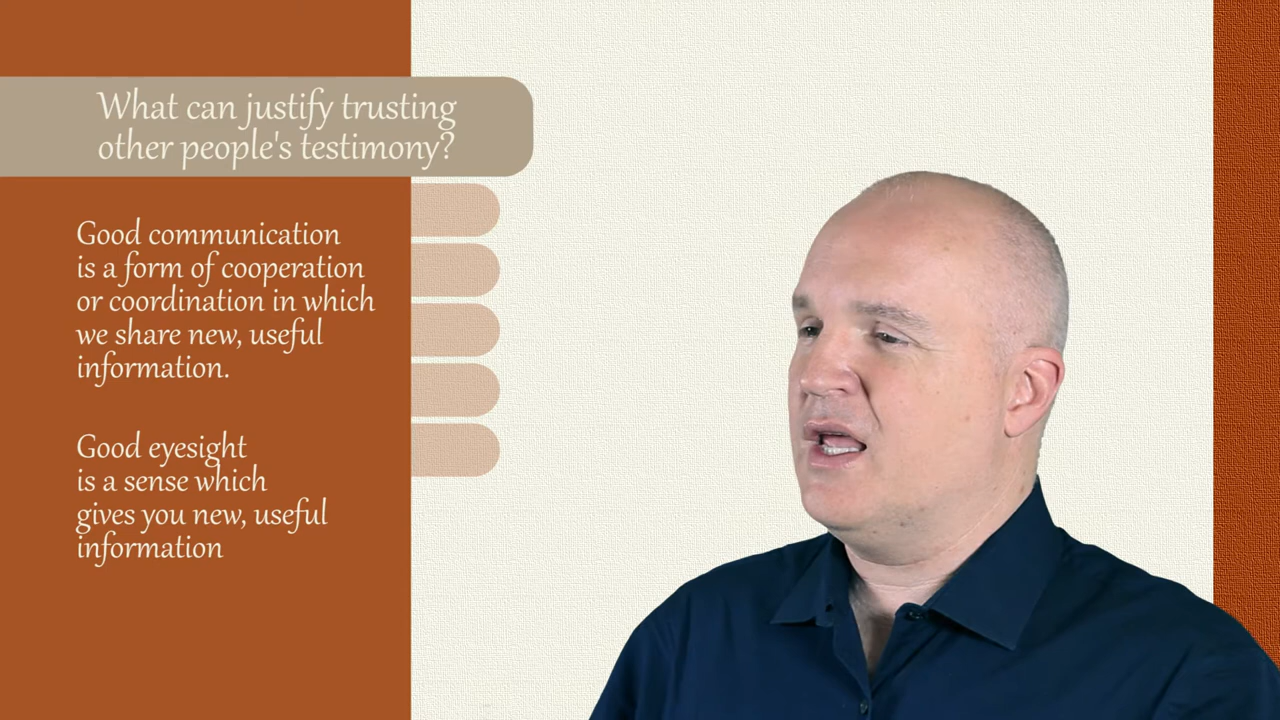 What can justify trusting
other people's testimony?
Good communication
is a form of cooperation
or coordination in which
we share new, useful
information.
Good eyesight
is a sense which
gives you new, useful
information